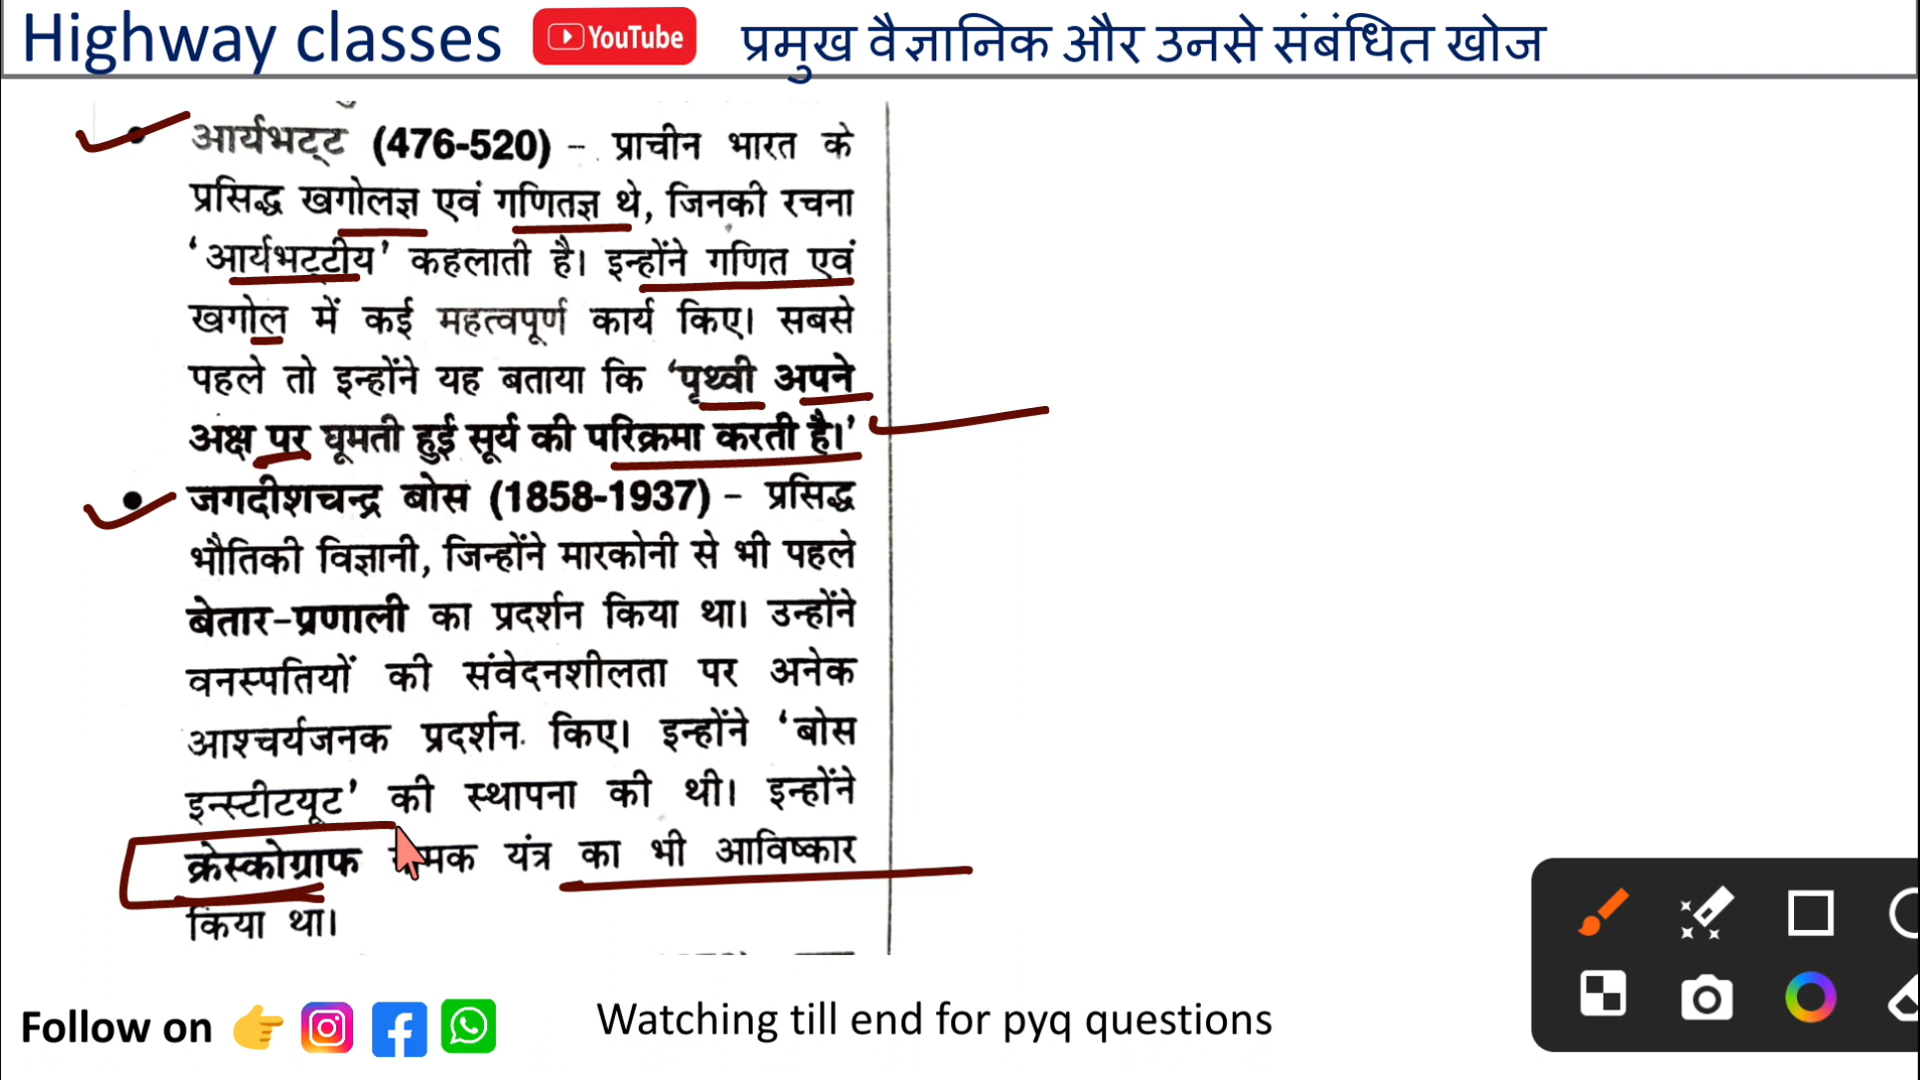 Highway classes YouTube प्रमुख वैज्ञानिक और उनसे संबंधित खोज
आर्यभट्ट (476-520) – प्राचीन भारत के
प्रसिद्ध खगोलज्ञ एवं गणितज्ञ थे, जिनकी रचना
‘आर्यभट्टीय’ कहलाती है। इन्होंने गणित एवं
खगोल में कई महत्वपूर्ण कार्य किए। सबसे
पहले तो इन्होंने यह बताया कि ‘पृथ्वी अपने
अक्ष पर घूमती हुई सूर्य की परिक्रमा करती है।’
जगदीशचन्द्र बोस (1858-1937) – प्रसिद्ध
भौतिकी विज्ञानी, जिन्होंने मारकोनी से भी पहले
बेतार-प्रणाली का प्रदर्शन किया था। उन्होंने
वनस्पतियों की संवेदनशीलता पर अनेक
आश्चर्यजनक प्रदर्शन किए। इन्होंने ‘बोस
इन्स्टीटयूट’ की स्थापना की थी। इन्होंने
क्रेस्कोग्राफ यंत्र का भी आविष्कार
किया था।
Follow on Watching till end for pyq questions